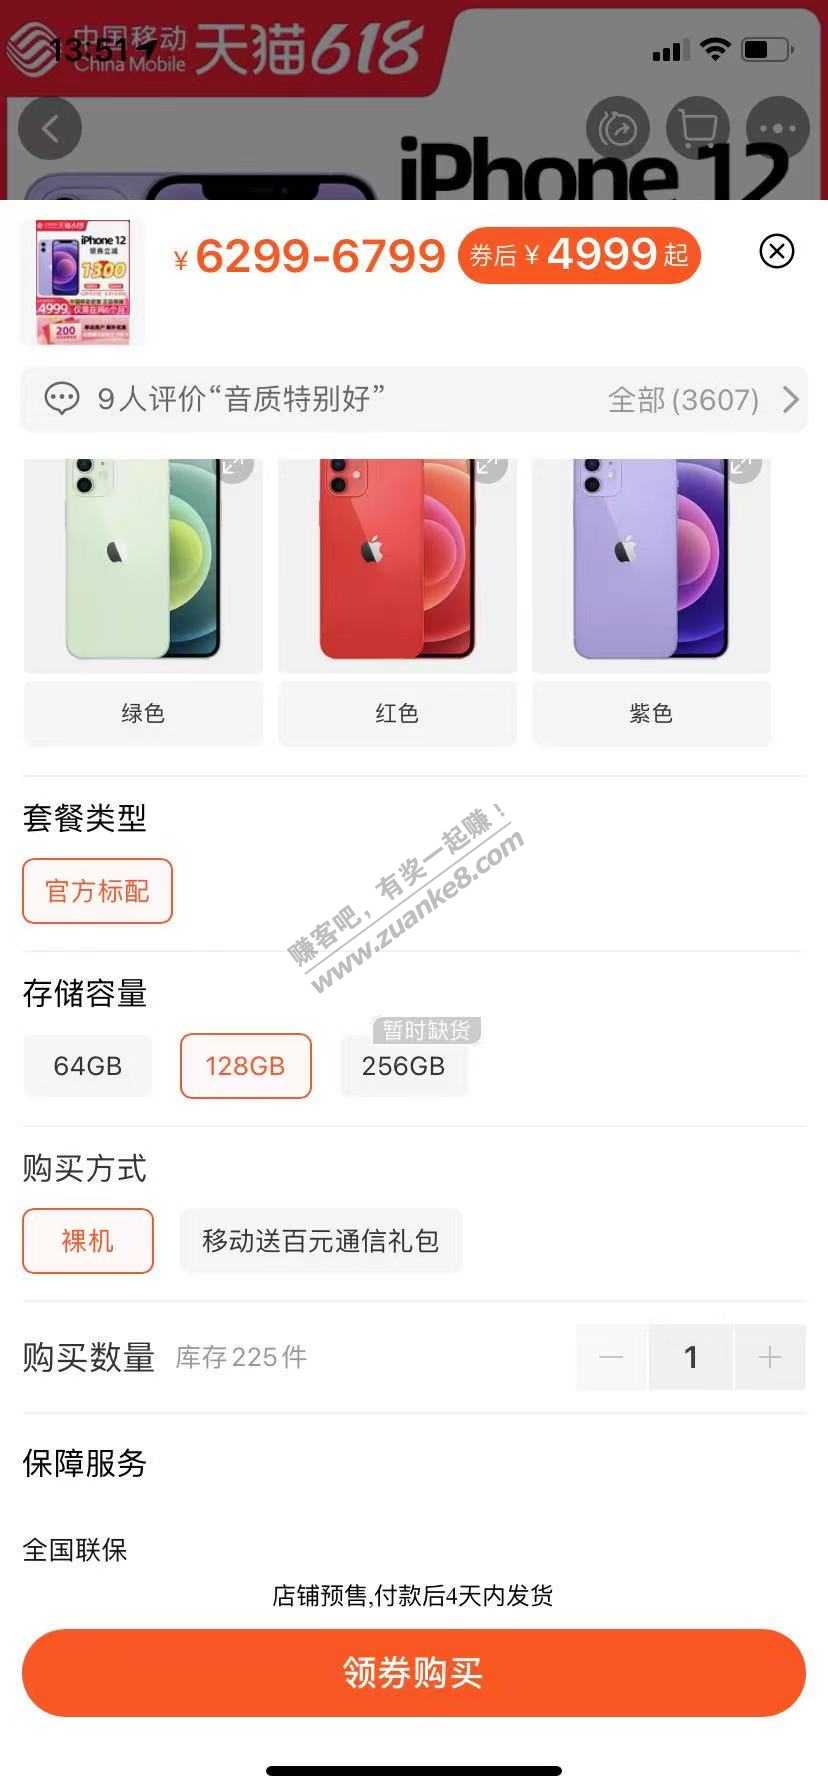 中国移动
China Mobile
天猫618
13:51
iPhone 12
iPhone 12
领券立减
1300
4999
200
¥6299-6799
券后¥4999起
9人评价“音质特别好”
全部(3607)
绿色
红色
紫色
套餐类型
官方标配
赚客吧，有奖一起赚！
www.zuanke8.com
存储容量
暂时缺货
64GB
128GB
256GB
购买方式
裸机
移动送百元通信礼包
购买数量
库存225件
1
保障服务
全国联保
店铺预售,付款后4天内发货
领券购买